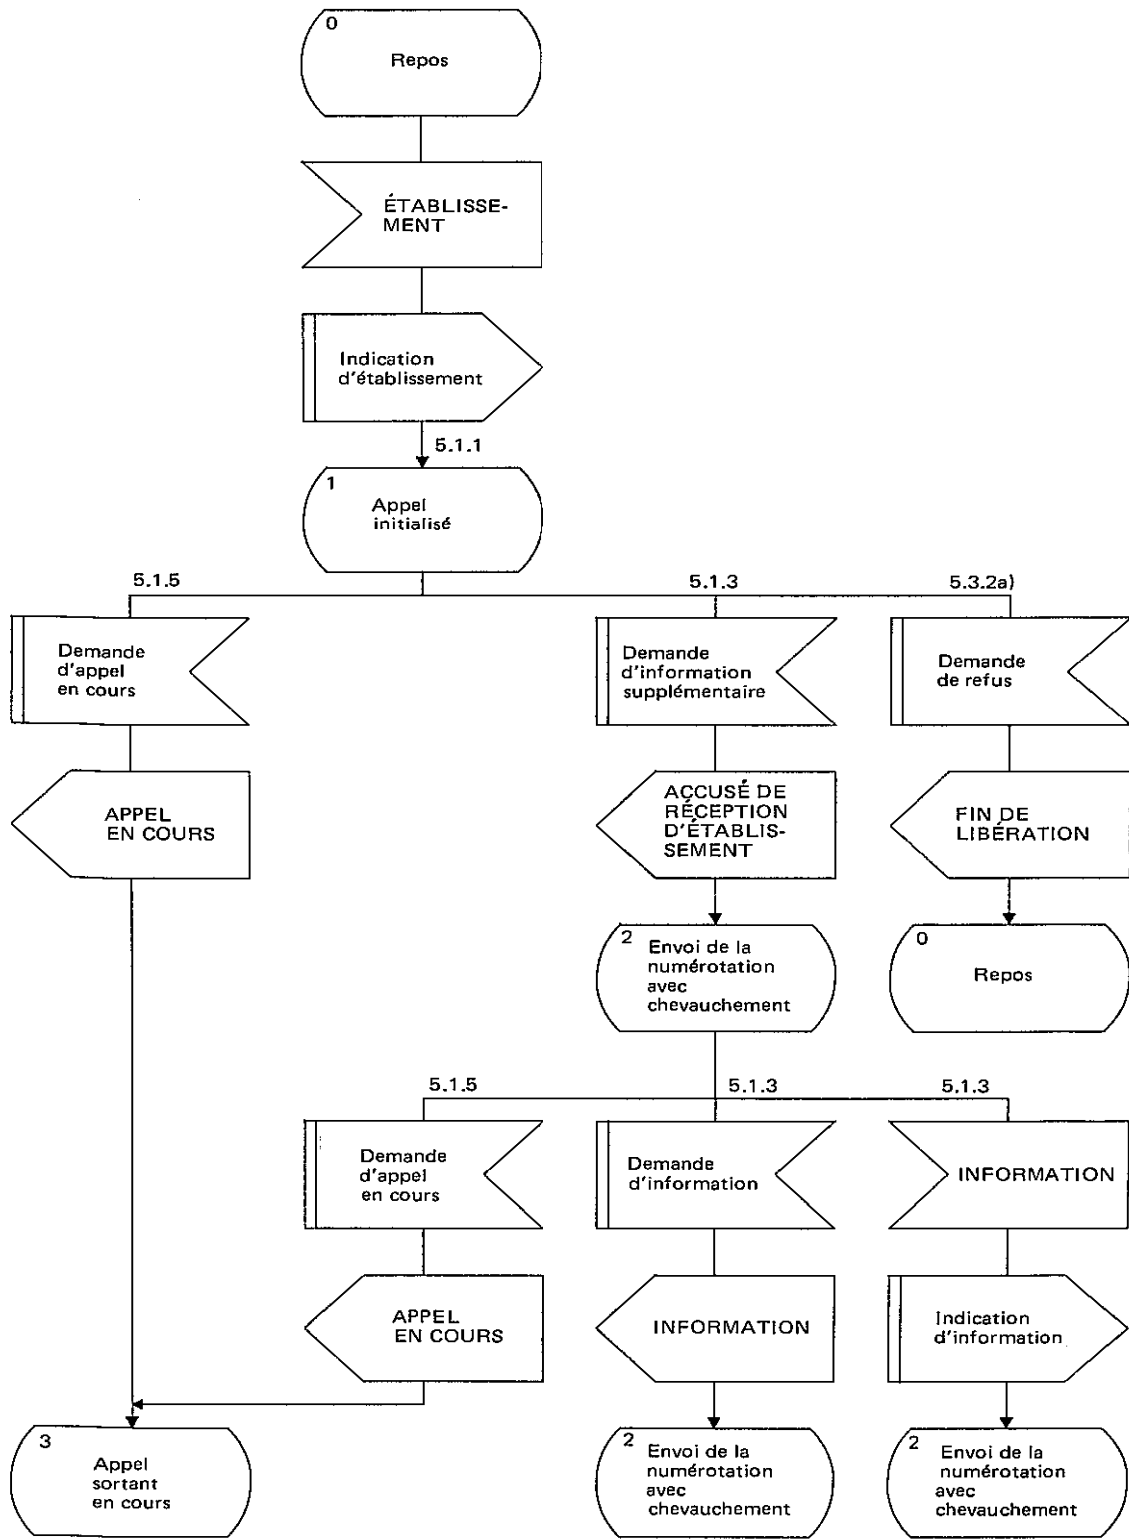 0
Repos
ÉTABLISSE-
MENT
Indication
d'établissement
5.1.1
1
Appel
initialisé
5.1.5
5.1.3
5.3.2a)
Demande
d'appel
en cours
Demande
d'information
supplémentaire
Demande
de refus
APPEL
EN COURS
ACCUSÉ DE
RÉCEPTION
D'ÉTABLIS-
SEMENT
FIN DE
LIBÉRATION
2
Envoi de la
numérotation
avec
chevauchement
0
Repos
5.1.5
5.1.3
5.1.3
Demande
d'appel
en cours
Demande
d'information
INFORMATION
APPEL
EN COURS
INFORMATION
Indication
d'information
3
Appel
sortant
en cours
2
Envoi de la
numérotation
avec
chevauchement
2
Envoi de la
numérotation
avec
chevauchement